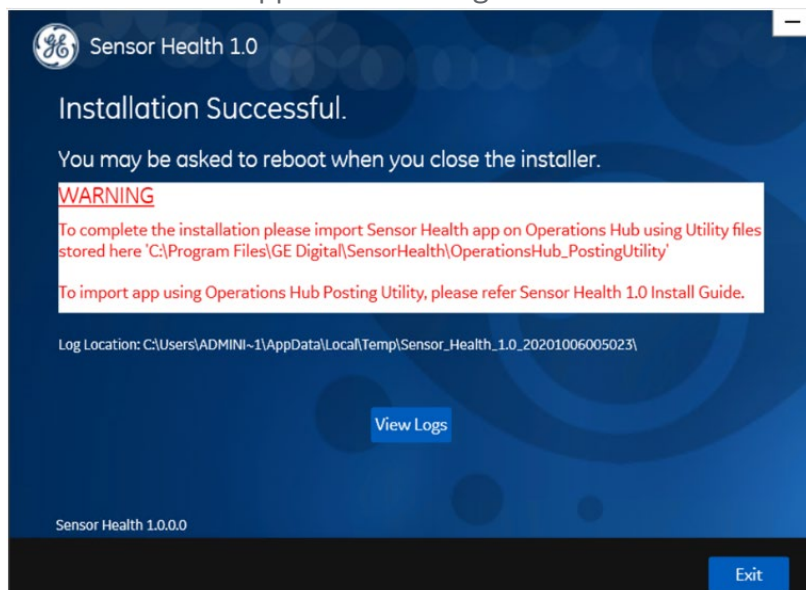 Sensor Health 1.0
Installation Successful.
You may be asked to reboot when you close the installer.
WARNING
To complete the installation please import Sensor Health app on Operations Hub using Utility files
stored here 'C:\Program Files\GE Digital\SensorHealth\OperationsHub_PostingUtility'
To import app using Operations Hub Posting Utility, please refer Sensor Health 1.0 Install Guide.
Log Location: C:\Users\ADMINI~1\AppData\Local\Temp\Sensor_Health_1.0_20201006005023\
View Logs
Sensor Health 1.0.0.0
Exit